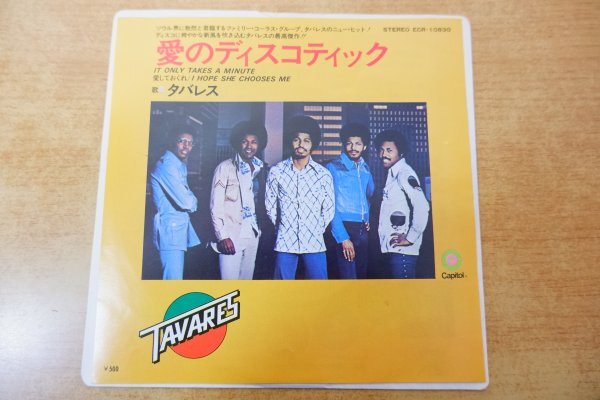 ソウル界に敢然と君臨するファミリー・コーラス・グループ、タバレスのニュー・ヒット!
ディスコに爽やかな新風を吹き込むタバレスの最高傑作!!
STEREO ECR-10830
愛のディスコティック
IT ONLY TAKES A MINUTE
愛しておくれ/I HOPE SHE CHOOSES ME
歌 タバレス
Capitol
TAVARES
¥500